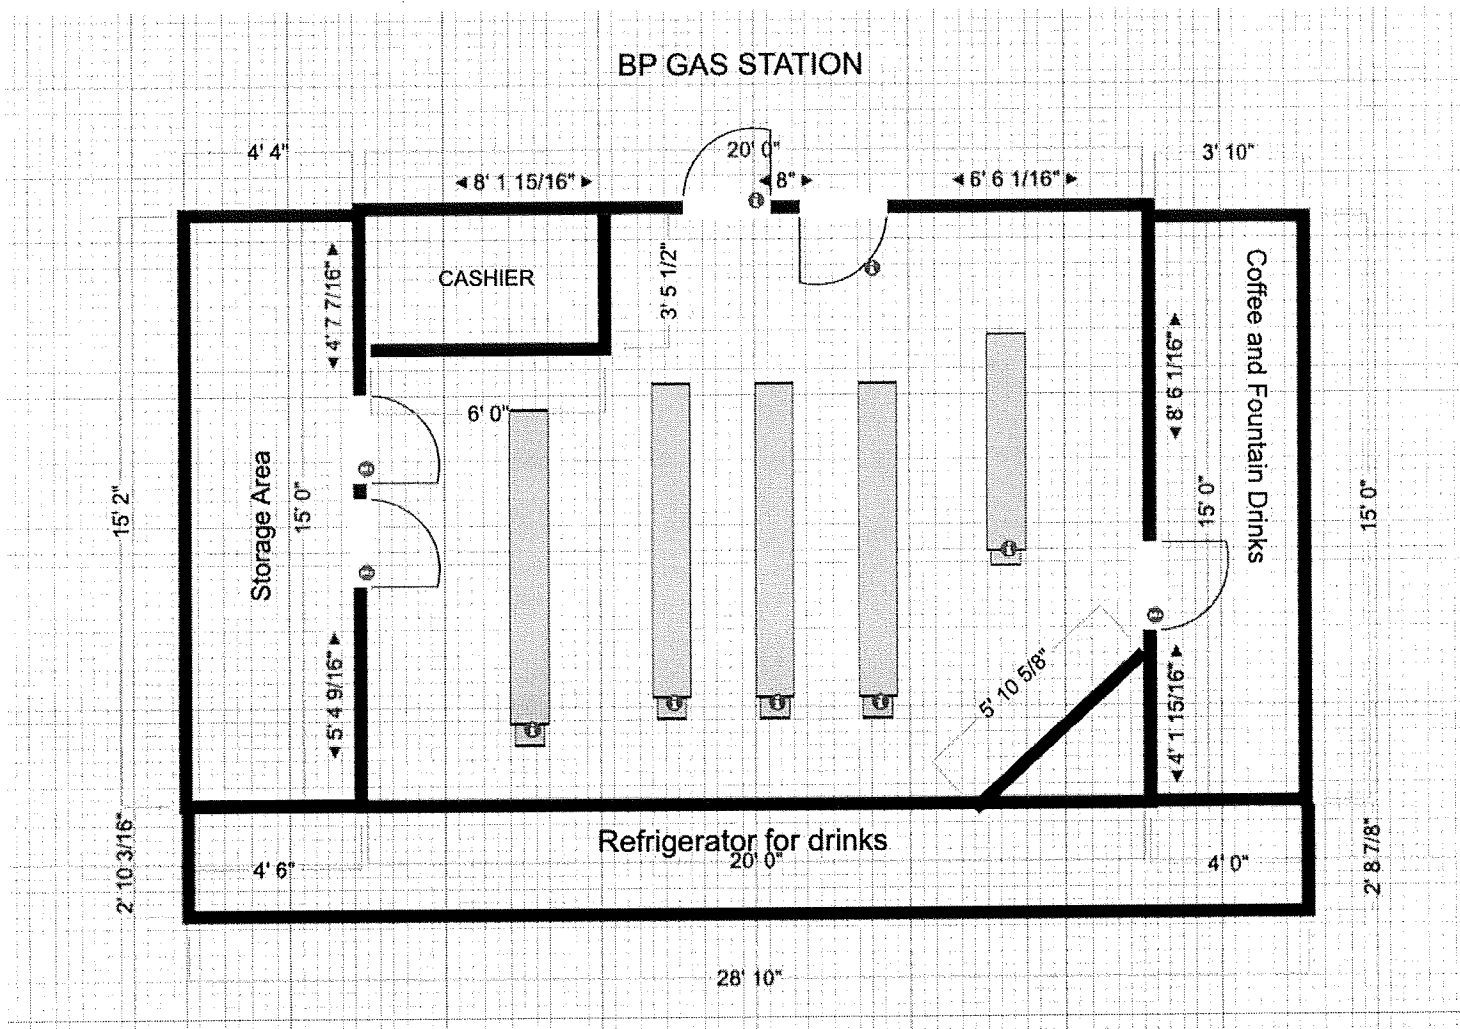 BP GAS STATION
4' 4"
20' 0"
3' 10"
8' 1 15/16"
8"
6' 6 1/16"
4' 7 7/16"
CASHIER
3' 5 1/2"
8' 6 1/16"
Coffee and Fountain Drinks
6' 0"
15' 2"
Storage Area
15' 0"
15' 0"
15' 0"
5' 4 9/16"
5' 10 5/8"
4' 1 15/16"
2' 10 3/16"
Refrigerator for drinks
4' 6"
20' 0"
4' 0"
2' 8 7/8"
28' 10"